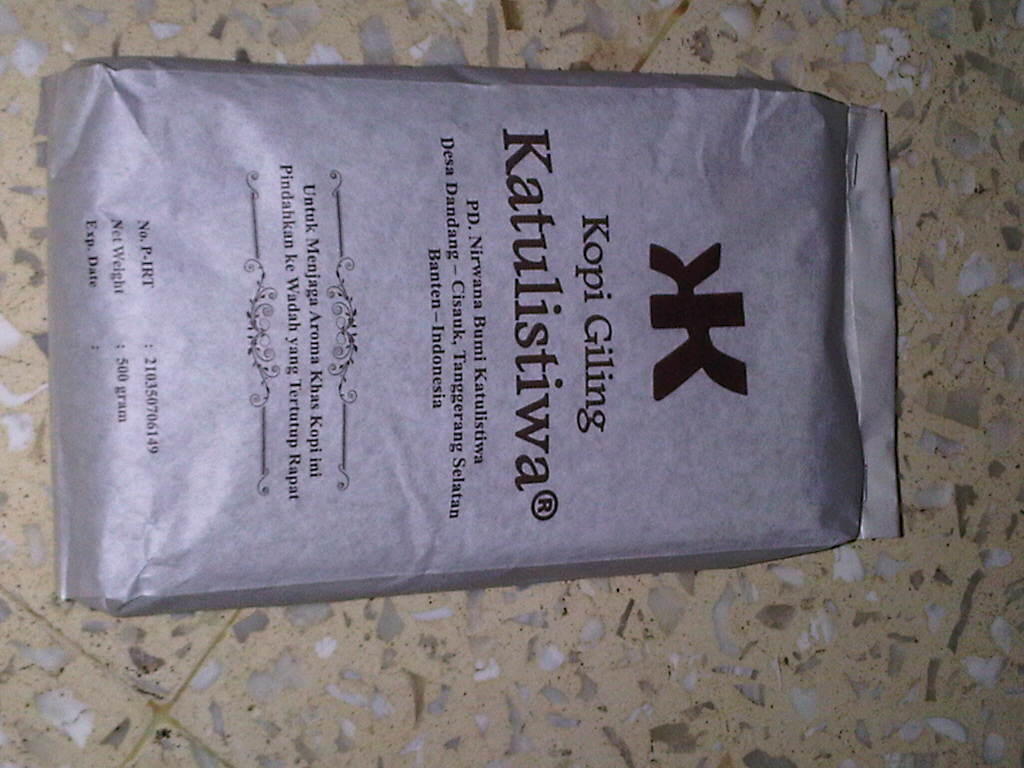 Kopi Giling
Katulistiwa®
PD. Nirwana Bumi Katulistiwa
Desa Dandang – Cisauk, Tanggerang Selatan
Banten – Indonesia
Untuk Menjaga Aroma Khas Kopi ini
Pindahkan ke Wadah yang Tertutup Rapat
No. P-IRT : 210350706149
Net Weight : 500 gram
Exp. Date :